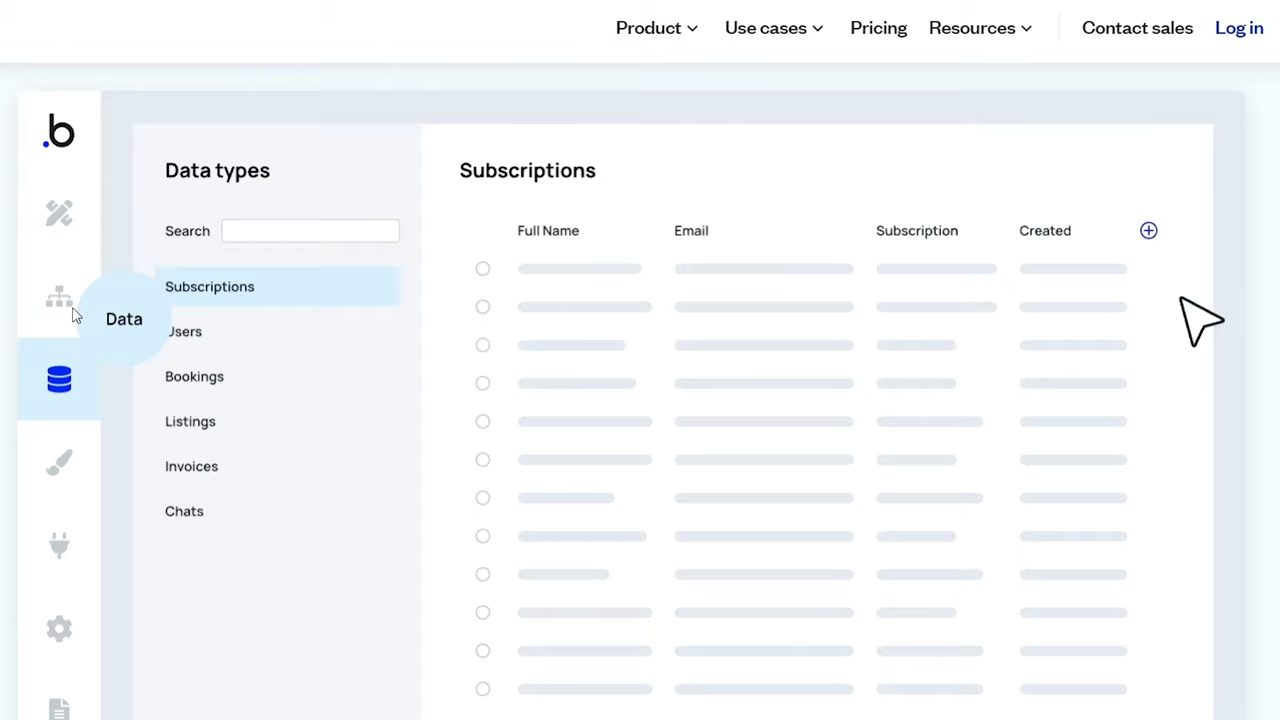 Product Use cases Pricing Resources Contact sales Log in
.b
Data types
Search
Subscriptions
Users
Bookings
Listings
Invoices
Chats
Data
Subscriptions
Full Name Email Subscription Created